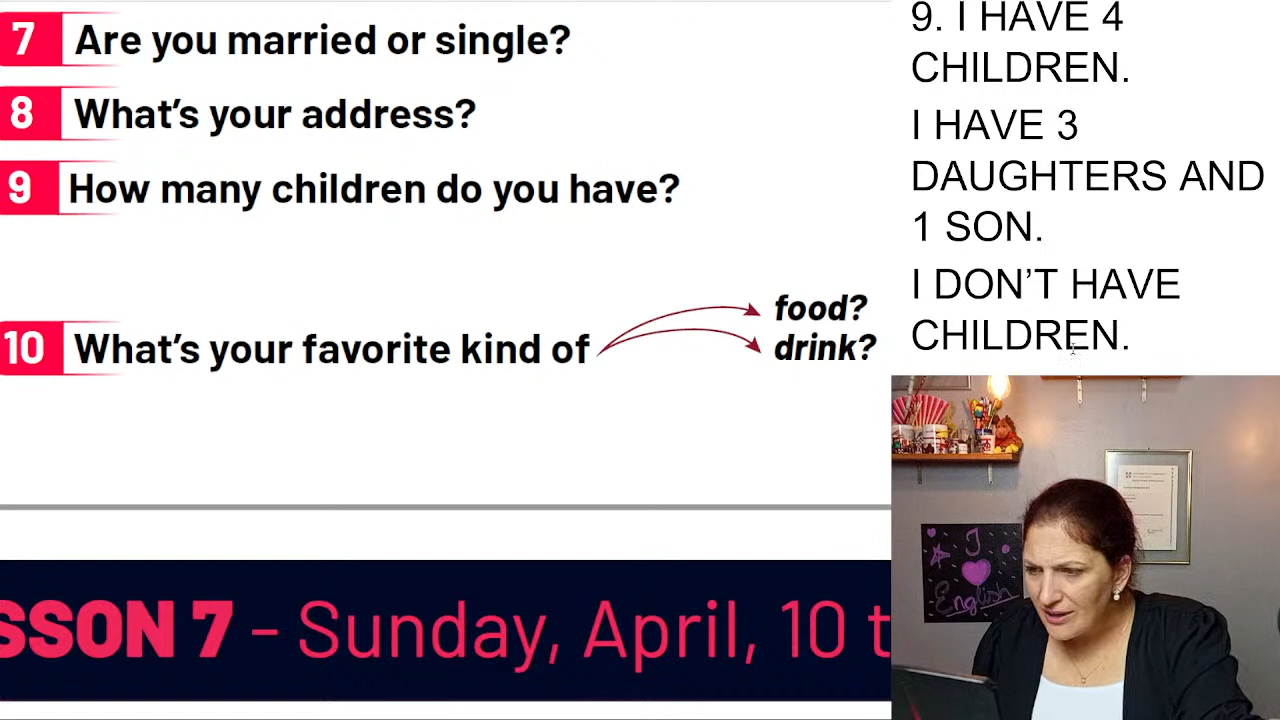 7 Are you married or single?
8 What's your address?
9 How many children do you have?
10 What's your favorite kind of
food?
drink?
SSON 7 - Sunday, April, 10 t
9. I HAVE 4
CHILDREN.
I HAVE 3
DAUGHTERS AND
1 SON.
I DON'T HAVE
CHILDREN.
I
English